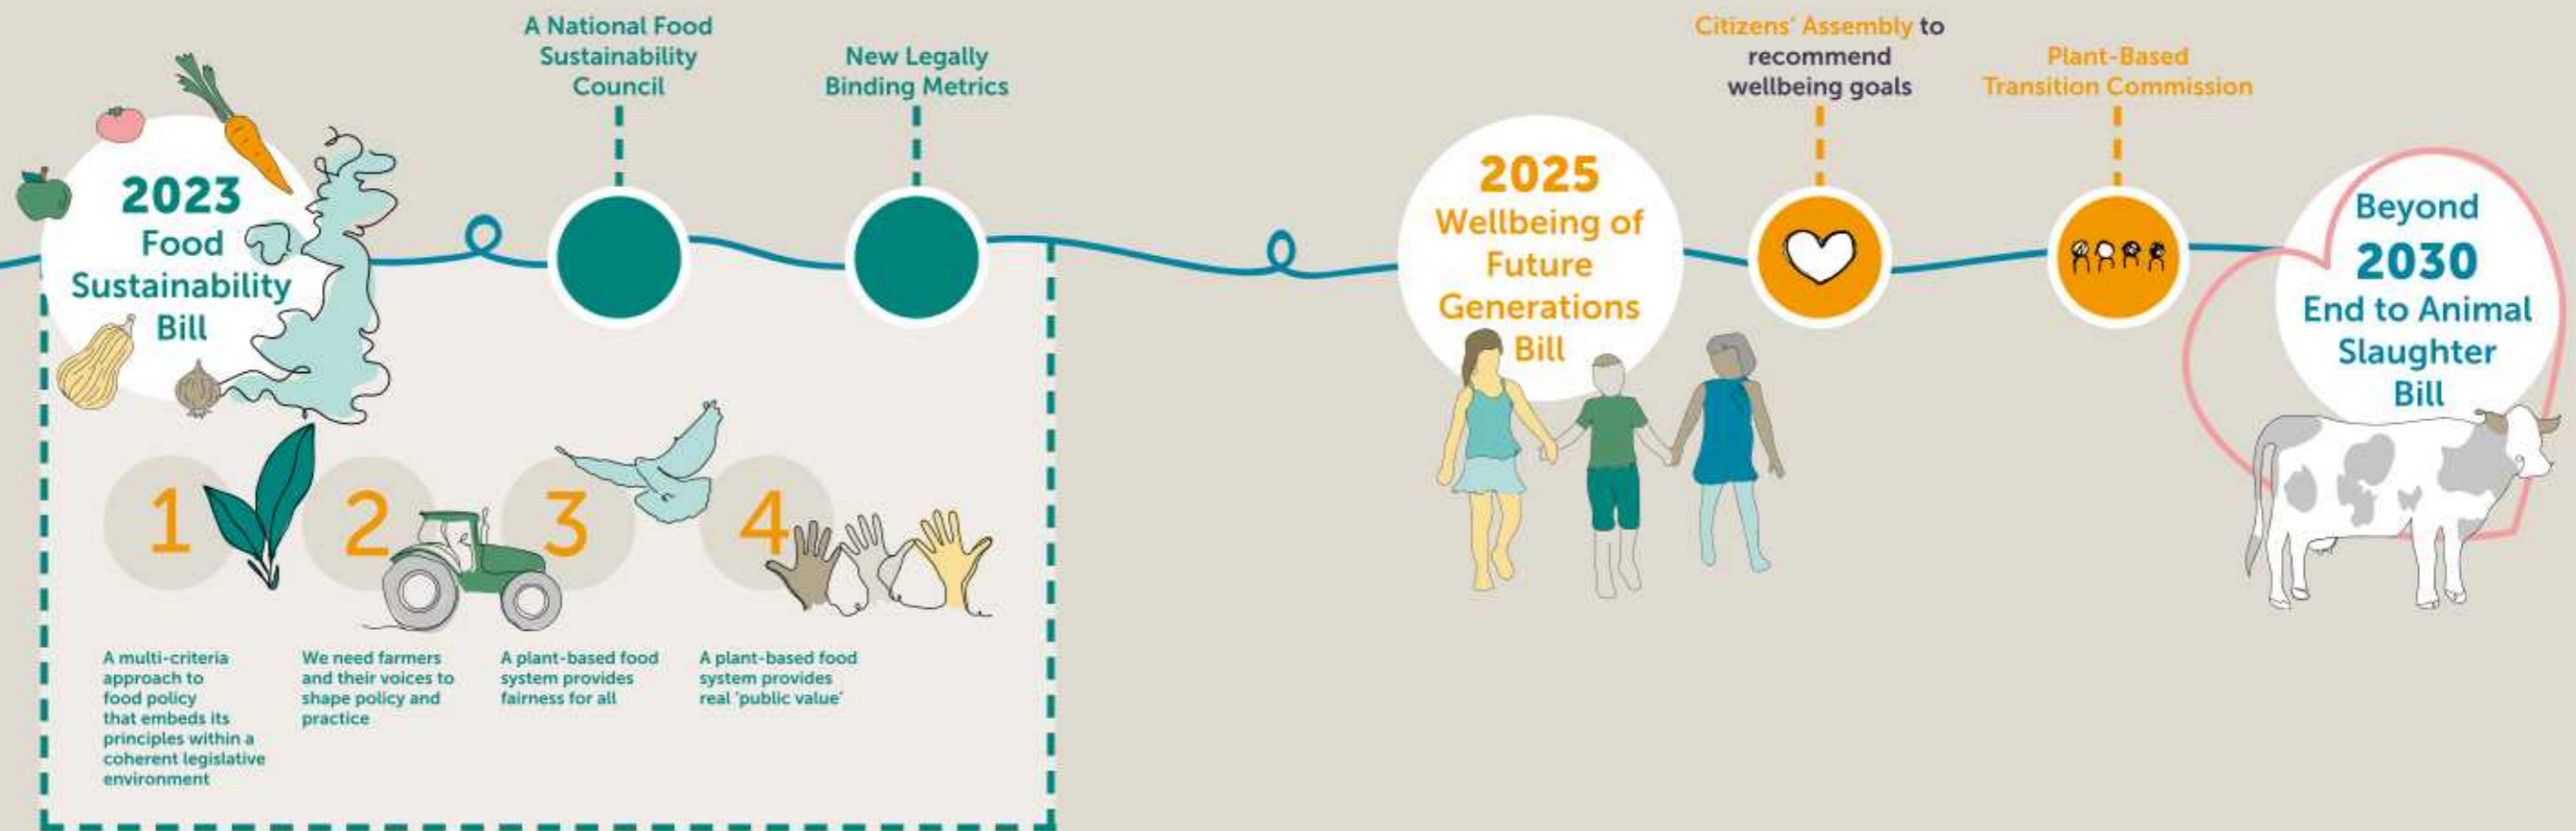 2023
Food
Sustainability
Bill
A National Food
Sustainability
Council
New Legally
Binding Metrics
1
A multi-criteria
approach to
food policy
that embeds its
principles within a
coherent legislative
environment
2
We need farmers
and their voices to
shape policy and
practice
3
A plant-based food
system provides
fairness for all
4
A plant-based food
system provides
real 'public value'
2025
Wellbeing of
Future
Generations
Bill
Citizens' Assembly to
recommend
wellbeing goals
Plant-Based
Transition Commission
Beyond
2030
End to Animal
Slaughter
Bill